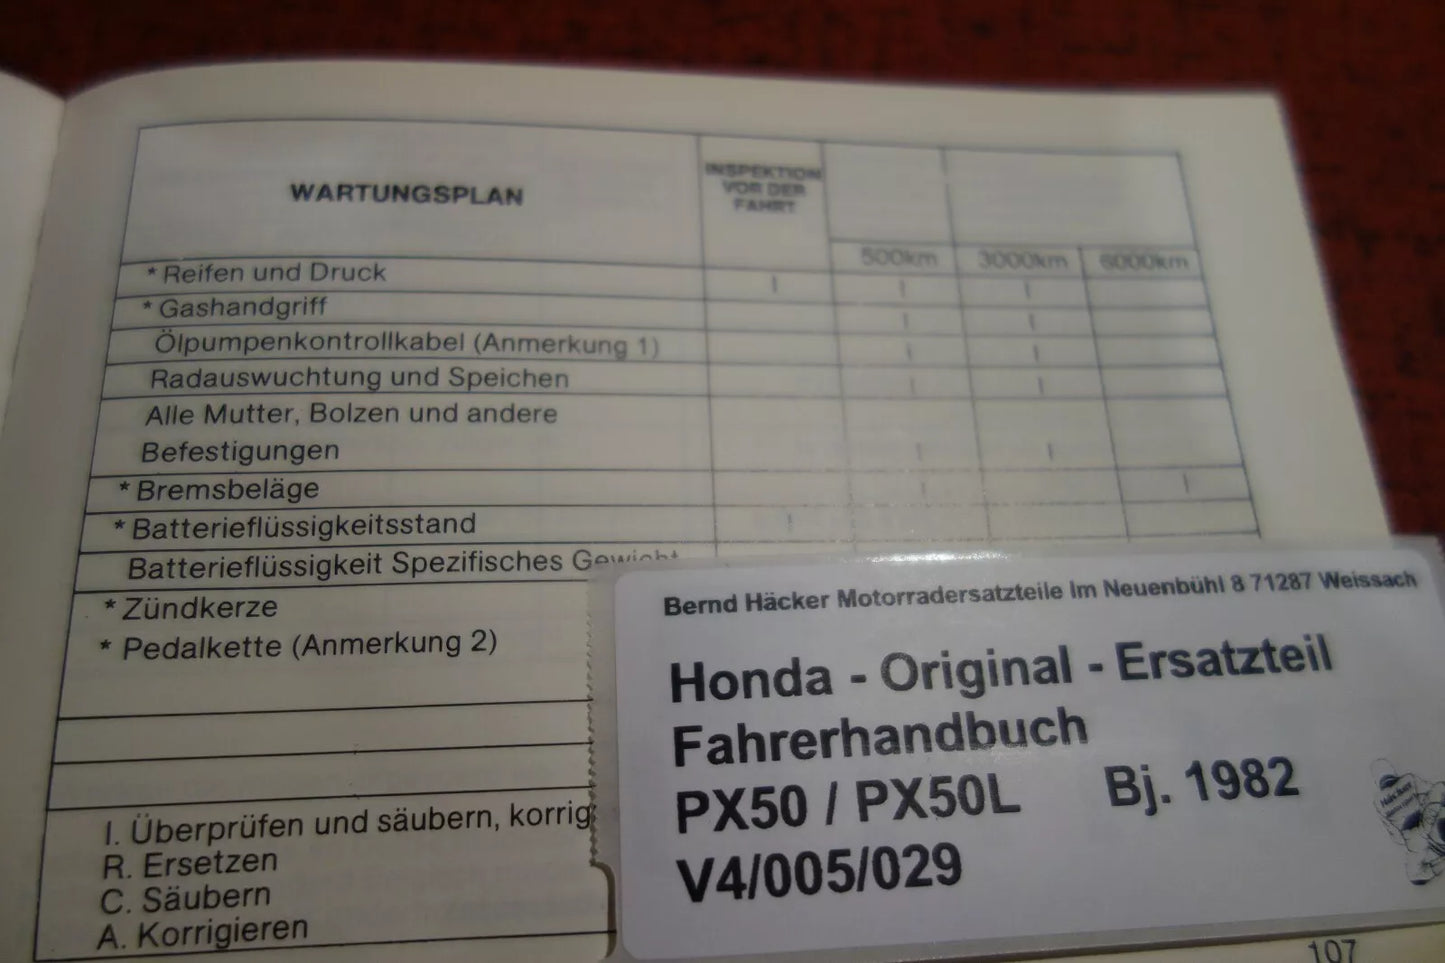 WARTUNGSPLAN
INSPEKTION
VOR DER
FAHRT
500km 3000km 6000km
* Reifen und Druck I I I
* Gashandgriff I I
Ölpumpenkontrollkabel (Anmerkung 1) I I
Radauswuchtung und Speichen I I
Alle Mutter, Bolzen und andere
Befestigungen I I
* Bremsbeläge I I
* Batterieflüssigkeitsstand I
Batterieflüssigkeit Spezifisches Gewicht
* Zündkerze
* Pedalkette (Anmerkung 2)
I. Überprüfen und säubern, korrig
R. Ersetzen
C. Säubern
A. Korrigieren
Bernd Häcker Motorradersatzteile Im Neuenbühl 8 71287 Weissach
Honda - Original - Ersatzteil
Fahrerhandbuch
PX50 / PX50L Bj. 1982
V4/005/029
107